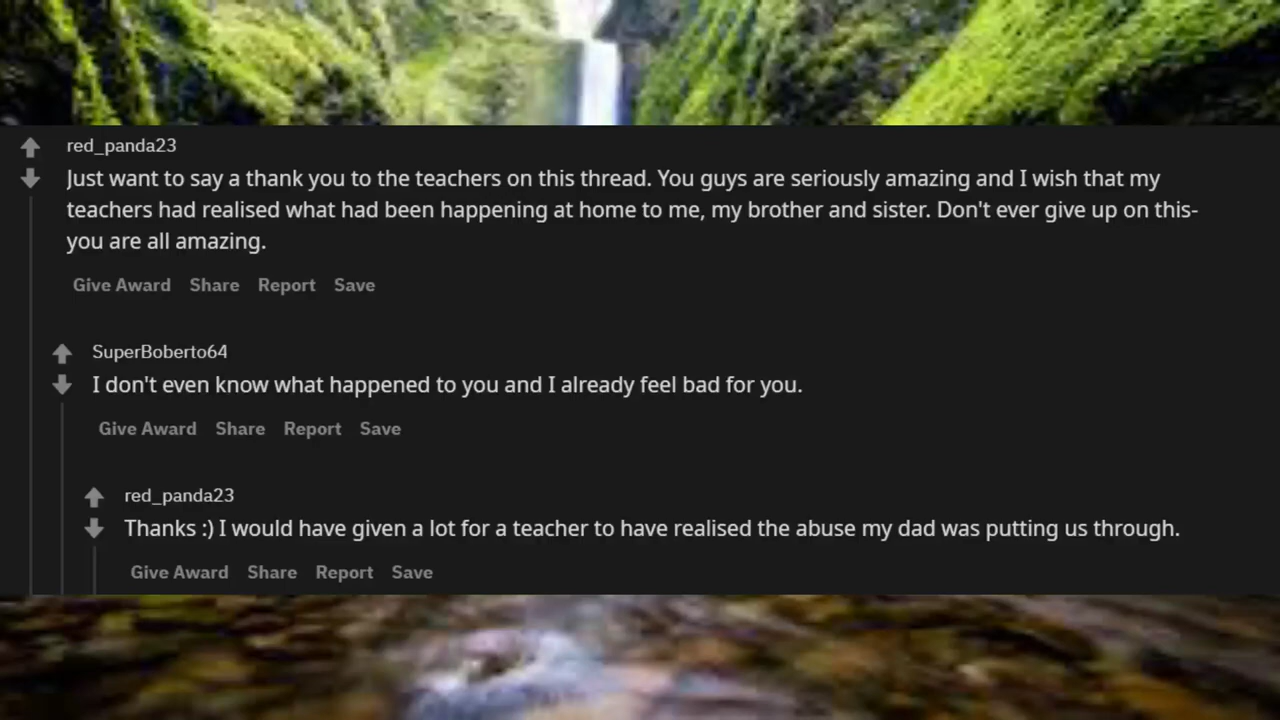 red_panda23
Just want to say a thank you to the teachers on this thread. You guys are seriously amazing and I wish that my
teachers had realised what had been happening at home to me, my brother and sister. Don't ever give up on this-
you are all amazing.
Give Award Share Report Save
SuperBoberto64
I don't even know what happened to you and I already feel bad for you.
Give Award Share Report Save
red_panda23
Thanks :) I would have given a lot for a teacher to have realised the abuse my dad was putting us through.
Give Award Share Report Save